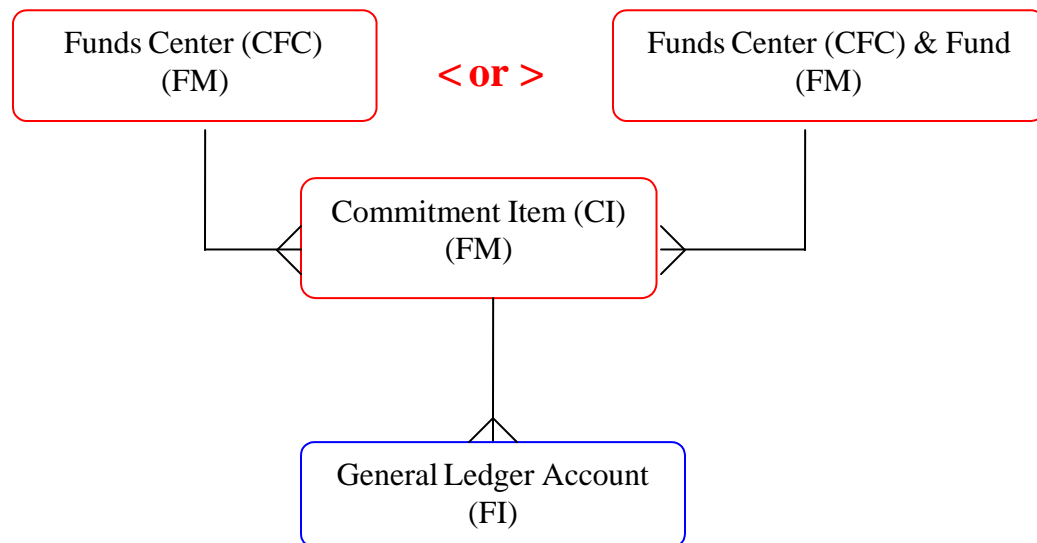 Funds Center (CFC)
(FM)
< or >
Funds Center (CFC) & Fund
(FM)
Commitment Item (CI)
(FM)
General Ledger Account
(FI)